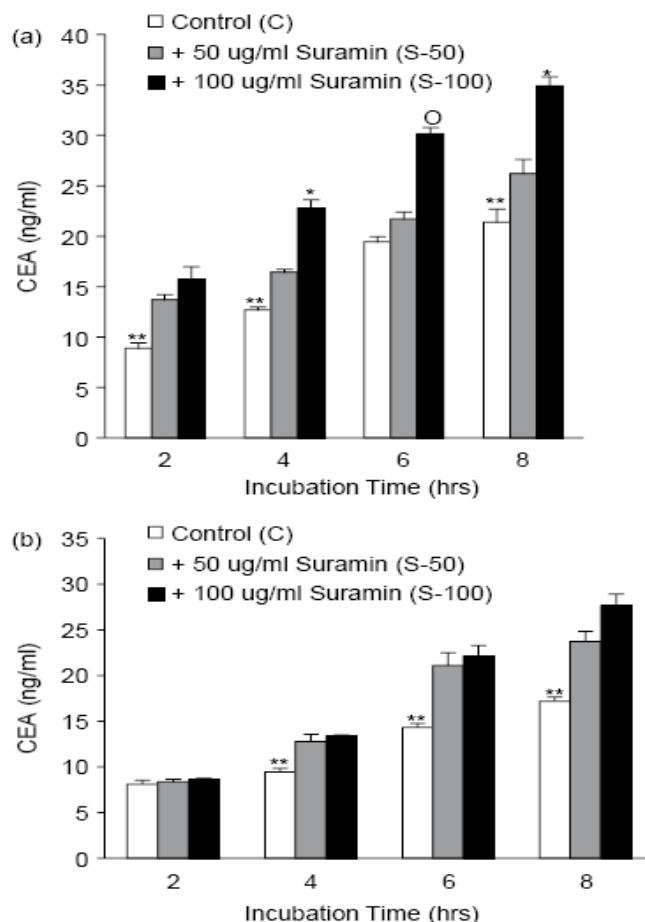 (a)
Control (C)
+ 50 ug/ml Suramin (S-50)
+ 100 ug/ml Suramin (S-100)
CEA (ng/ml)
40
35
30
25
20
15
10
5
0
**
**
*
O
**
*
2 4 6 8
Incubation Time (hrs)
(b)
Control (C)
+ 50 ug/ml Suramin (S-50)
+ 100 ug/ml Suramin (S-100)
CEA (ng/ml)
35
30
25
20
15
10
5
0
**
**
**
2 4 6 8
Incubation Time (hrs)